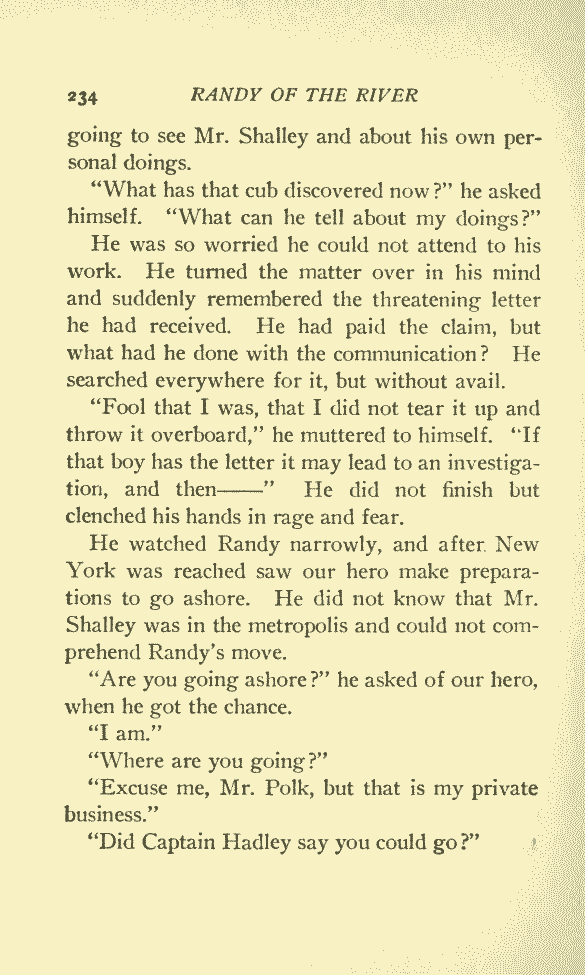 234 RANDY OF THE RIVER
going to see Mr. Shalley and about his own per-
sonal doings.
“What has that cub discovered now?” he asked
himself. “What can he tell about my doings?”
He was so worried he could not attend to his
work. He turned the matter over in his mind
and suddenly remembered the threatening letter
he had received. He had paid the claim, but
what had he done with the communication? He
searched everywhere for it, but without avail.
“Fool that I was, that I did not tear it up and
throw it overboard,” he muttered to himself. “If
that boy has the letter it may lead to an investiga-
tion, and then——” He did not finish but
clenched his hands in rage and fear.
He watched Randy narrowly, and after New
York was reached saw our hero make prepara-
tions to go ashore. He did not know that Mr.
Shalley was in the metropolis and could not com-
prehend Randy’s move.
“Are you going ashore?” he asked of our hero,
when he got the chance.
“I am.”
“Where are you going?”
“Excuse me, Mr. Polk, but that is my private
business.”
“Did Captain Hadley say you could go?”